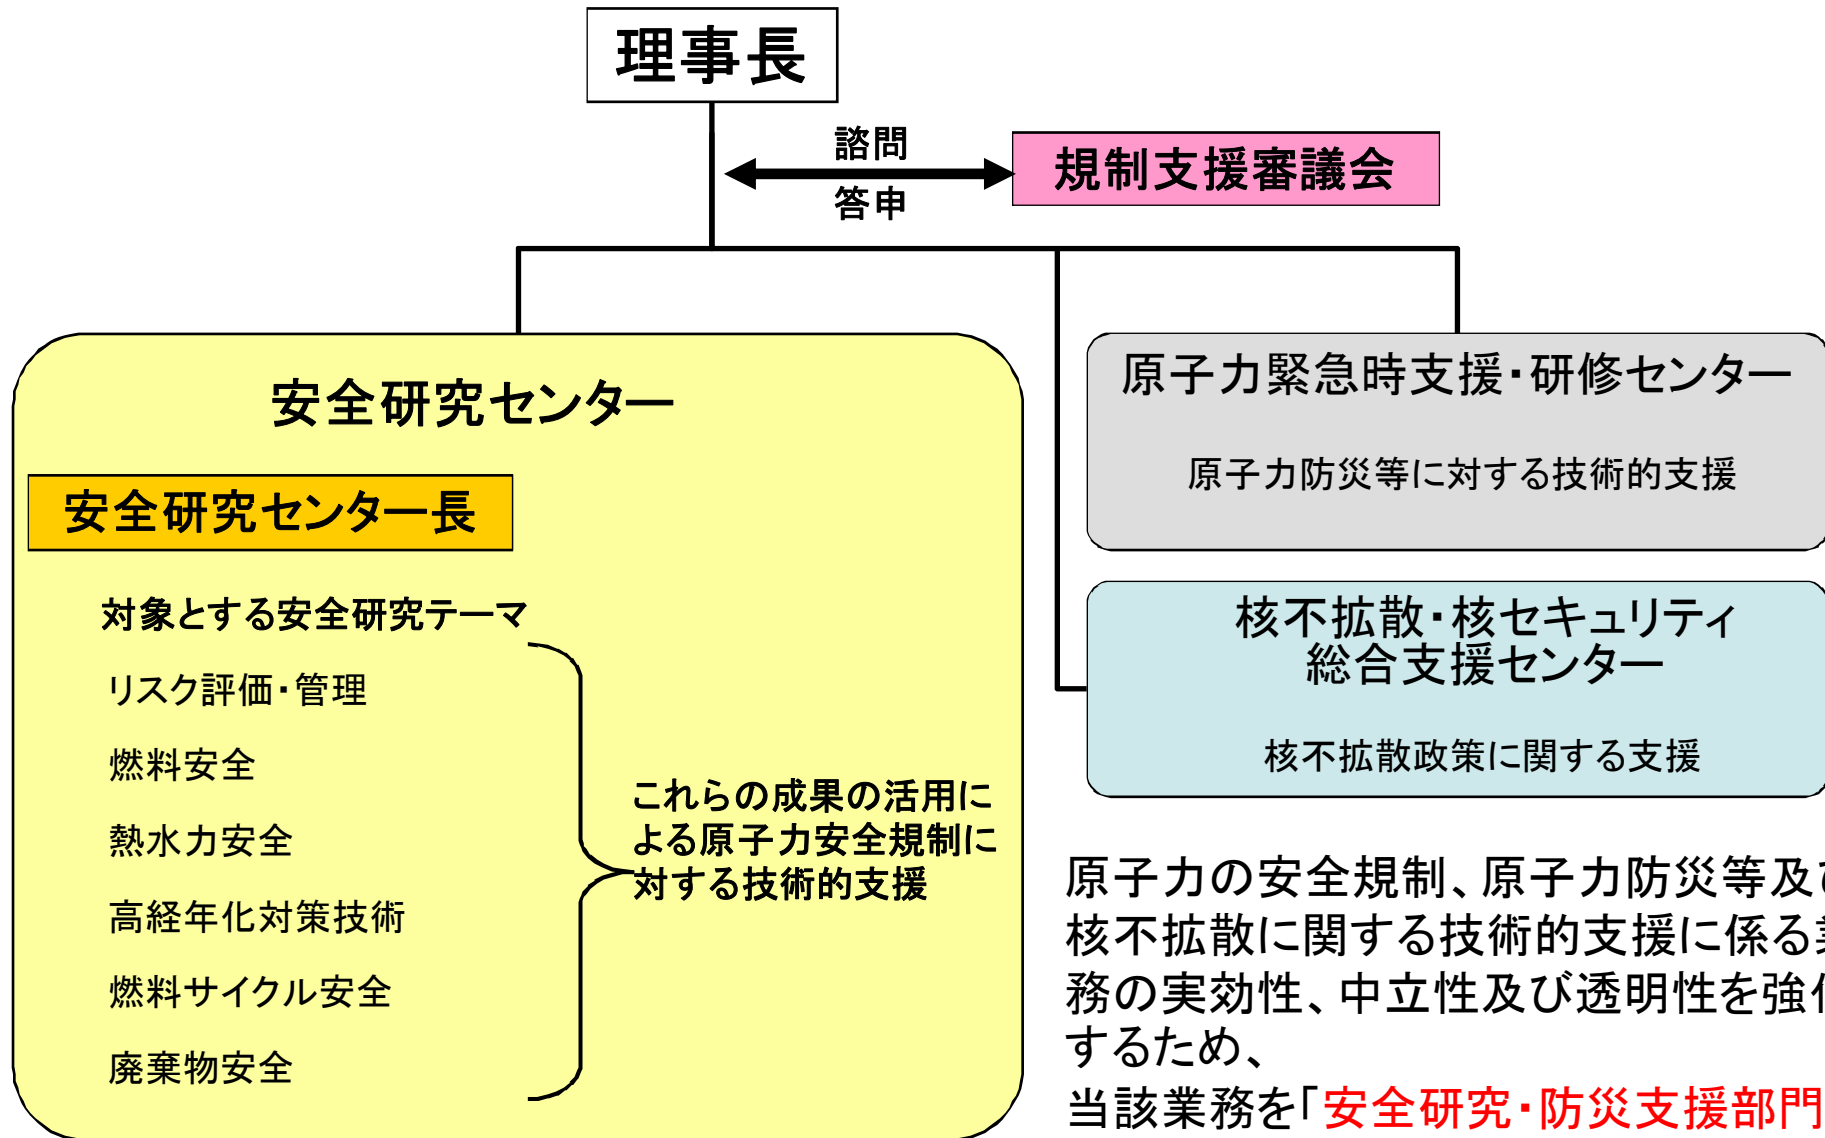 理事長
諮問
答申
規制支援審議会
安全研究センター
安全研究センター長
対象とする安全研究テーマ
リスク評価・管理
燃料安全
熱水力安全
高経年化対策技術
燃料サイクル安全
廃棄物安全
これらの成果の活用に
よる原子力安全規制に
対する技術的支援
原子力緊急時支援・研修センター
原子力防災等に対する技術的支援
核不拡散・核セキュリティ
総合支援センター
核不拡散政策に関する支援
原子力の安全規制、原子力防災等及び
核不拡散に関する技術的支援に係る業
務の実効性、中立性及び透明性を強化
するため、
当該業務を「安全研究・防災支援部門